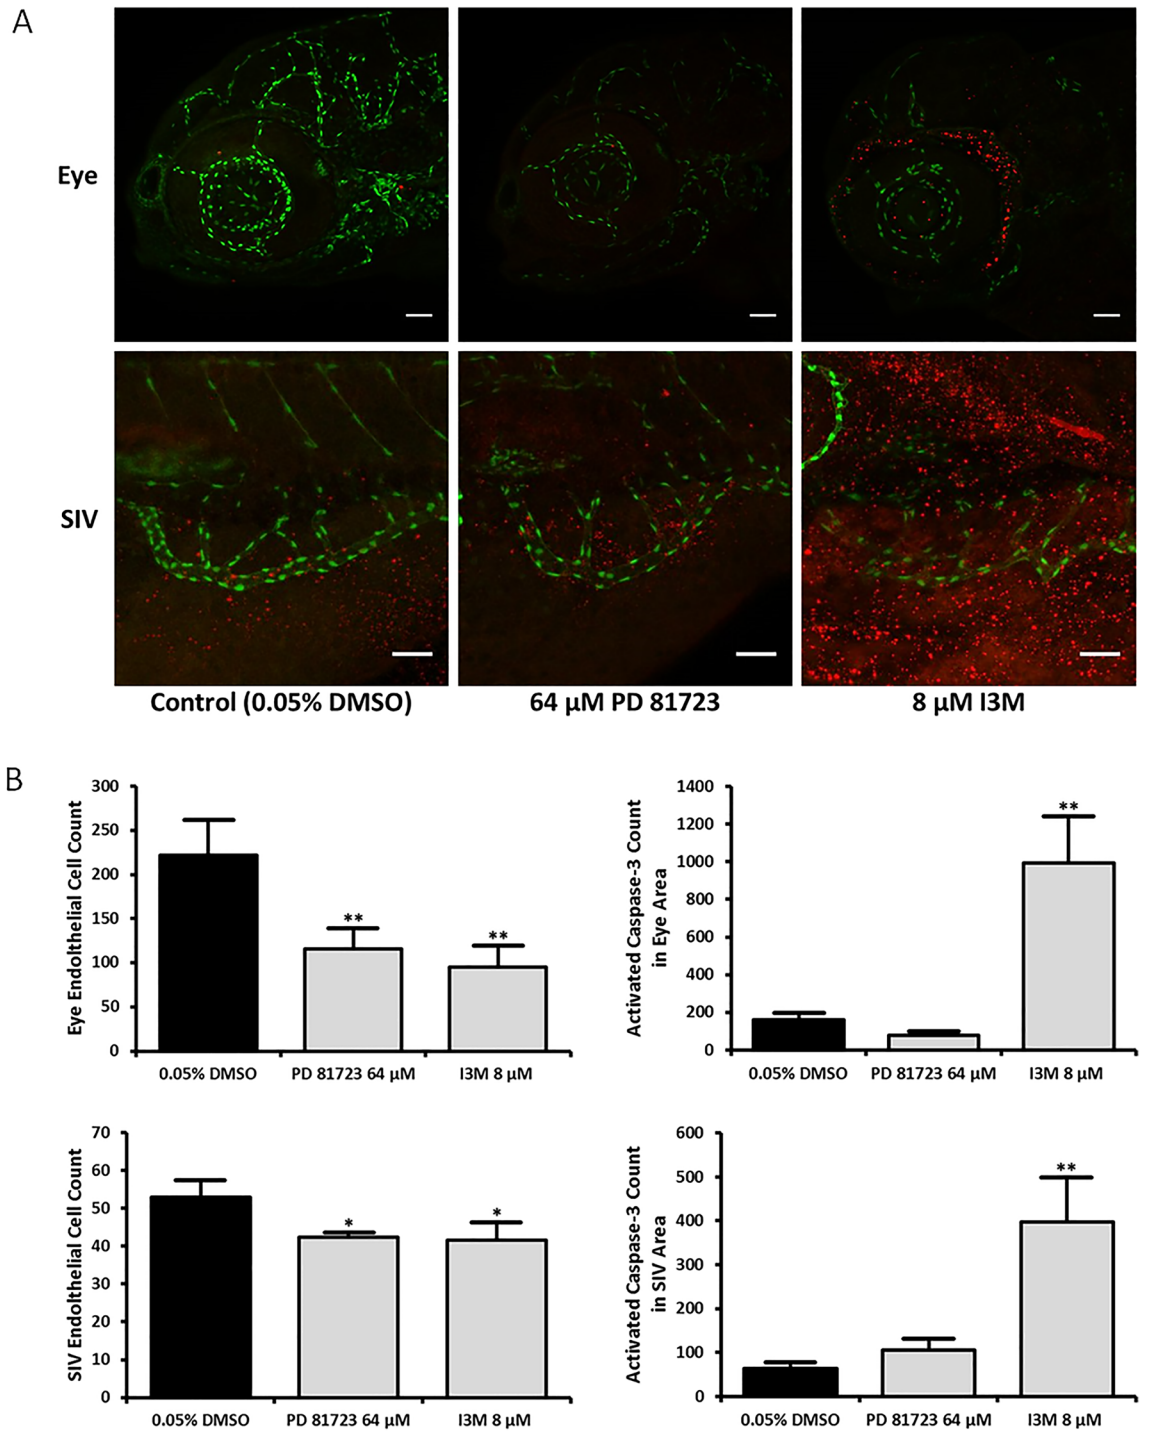 A
Eye
SIV
Control (0.05% DMSO)
64 µM PD 81723
8 µM I3M
B
Eye Endolthelial Cell Count
300
250
200
150
100
50
0
**
**
0.05% DMSO
PD 81723 64 µM
I3M 8 µM
Activated Caspase-3 Count
in Eye Area
1400
1200
1000
800
600
400
200
0
**
0.05% DMSO
PD 81723 64 µM
I3M 8 µM
SIV Endolthelial Cell Count
70
60
50
40
30
20
10
0
*
*
0.05% DMSO
PD 81723 64 µM
I3M 8 µM
Activated Caspase-3 Count
in SIV Area
600
500
400
300
200
100
0
**
0.05% DMSO
PD 81723 64 µM
I3M 8 µM